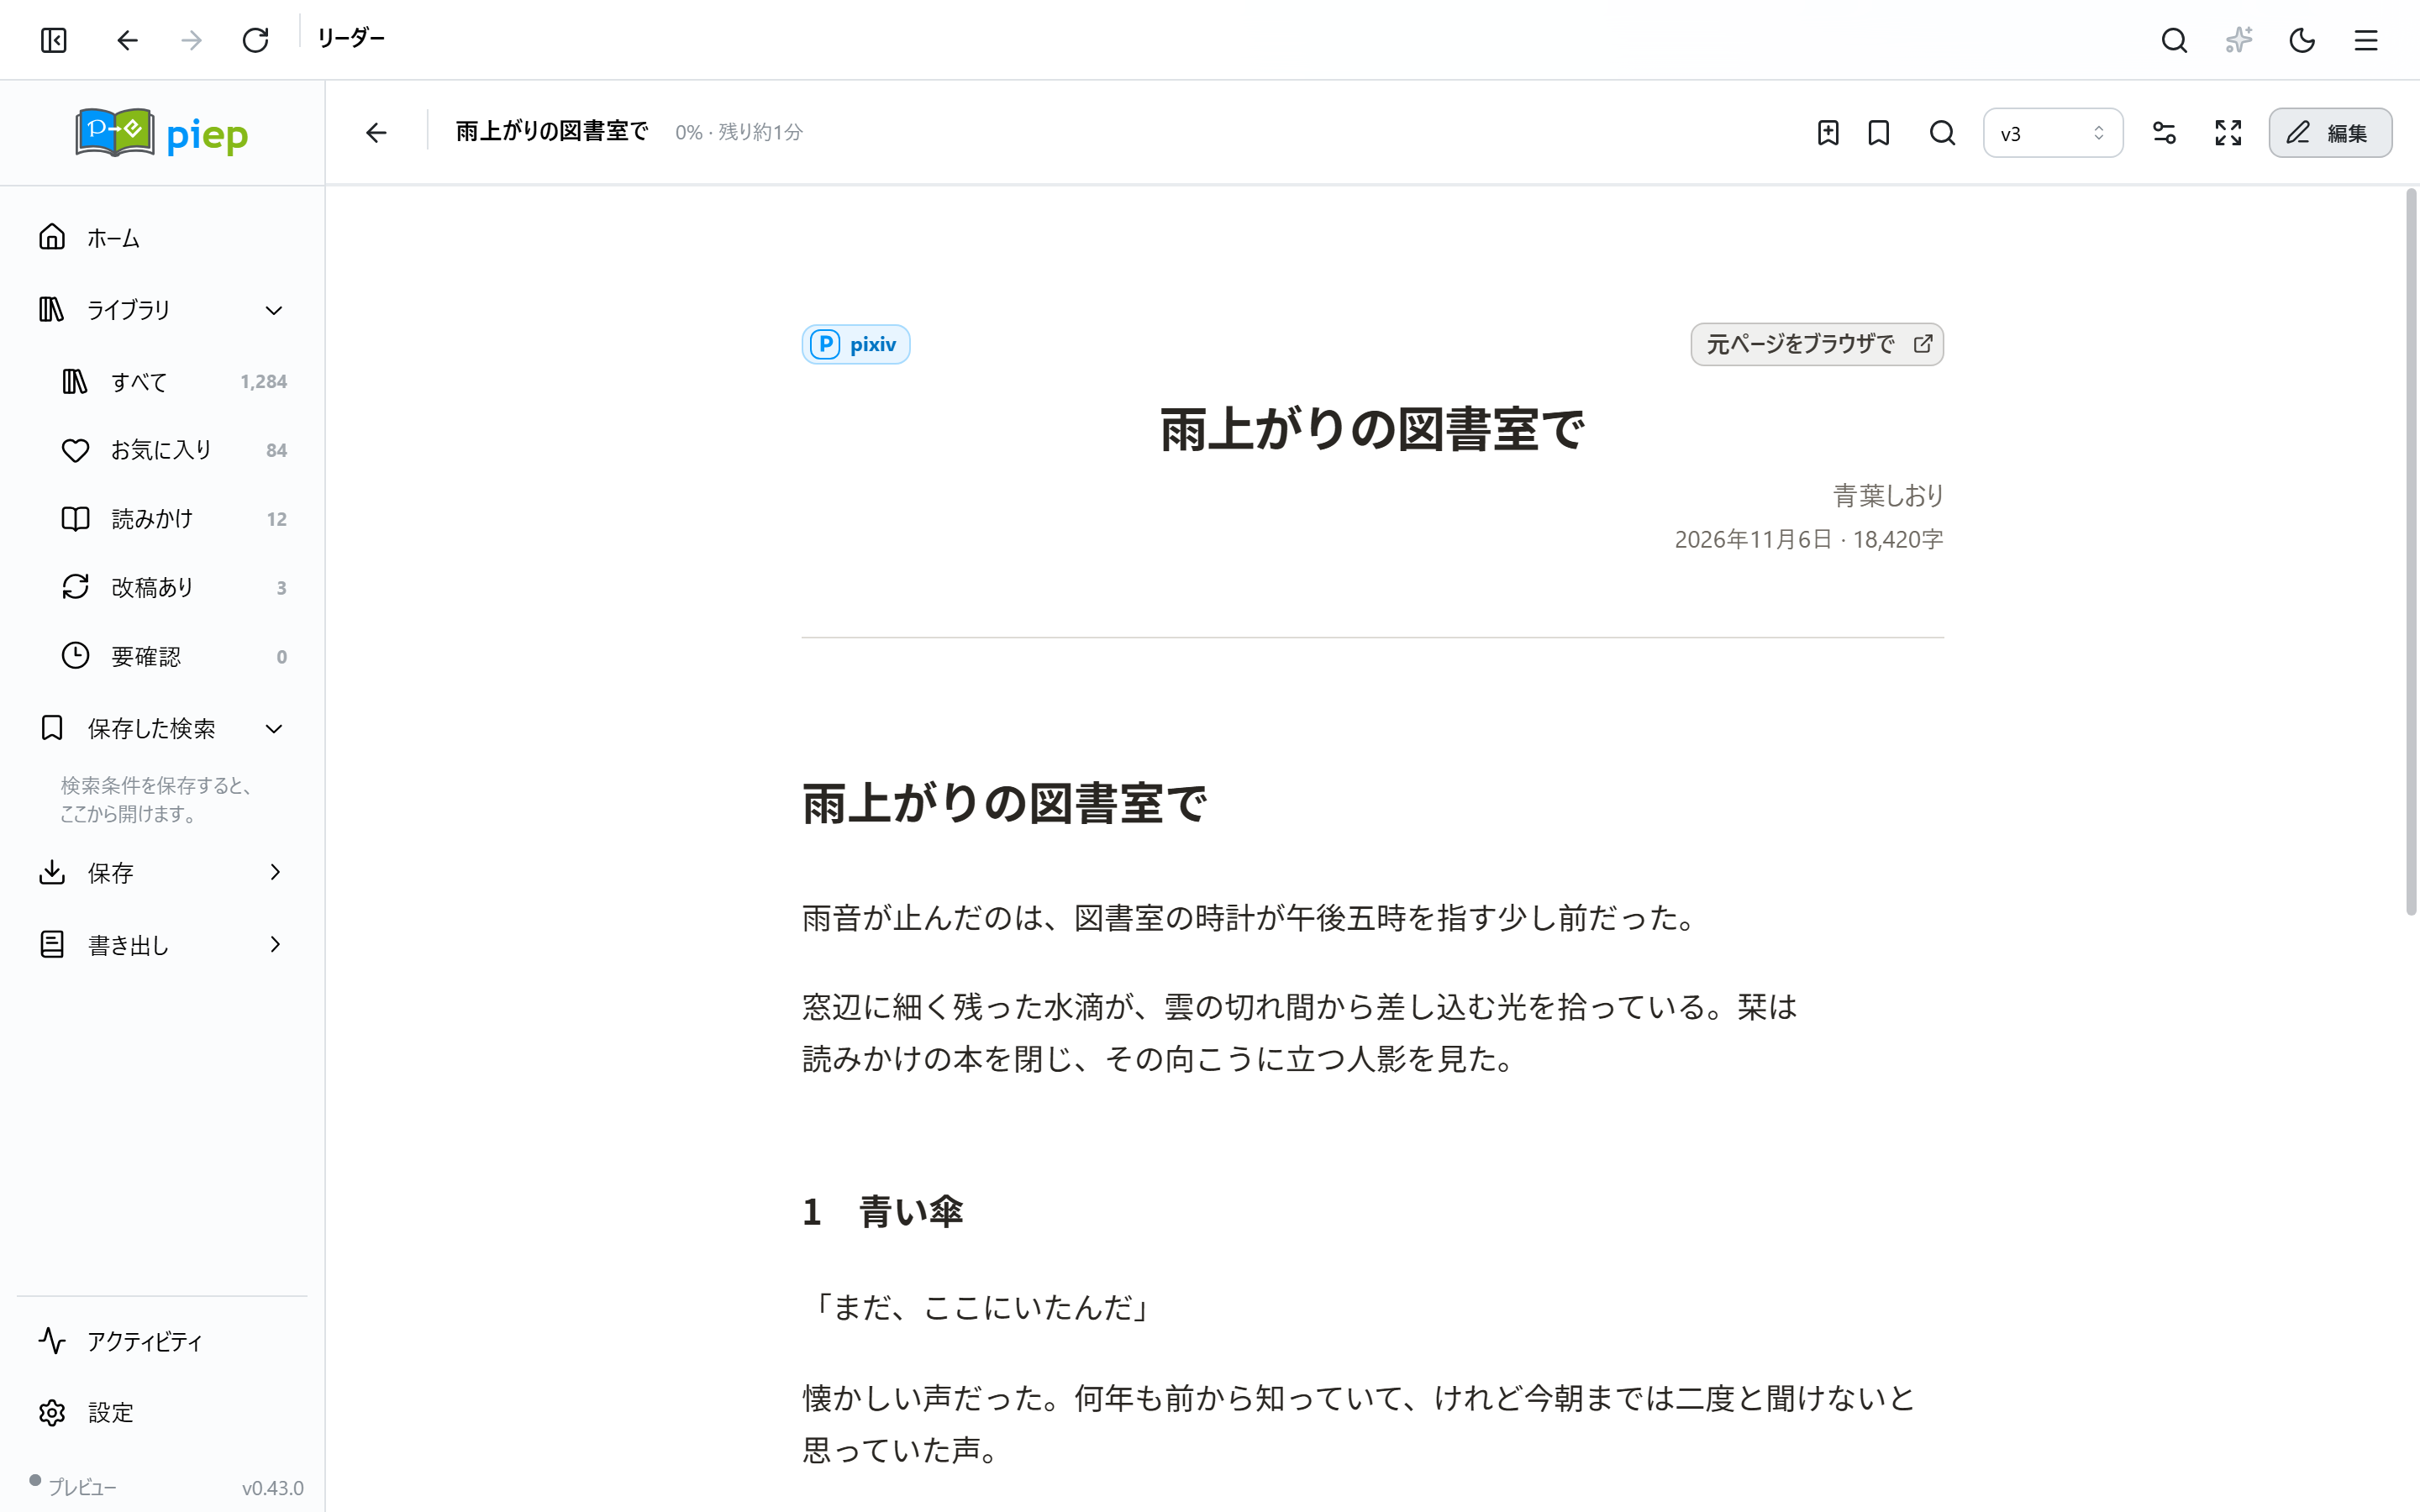 リーダー
piep
雨上がりの図書室で
0% · 残り約1分
v3
編集
ホーム
ライブラリ
すべて 1,284
お気に入り 84
読みかけ 12
改稿あり 3
要確認 0
保存した検索
検索条件を保存すると、
ここから開けます。
保存
書き出し
アクティビティ
設定
プレビュー v0.43.0
P pixiv
元ページをブラウザで
雨上がりの図書室で
青葉しおり
2026年11月6日 · 18,420字
雨上がりの図書室で
雨音が止んだのは、図書室の時計が午後五時を指す少し前だった。
窓辺に細く残った水滴が、雲の切れ間から差し込む光を拾っている。栞は
読みかけの本を閉じ、その向こうに立つ人影を見た。
1　青い傘
「まだ、ここにいたんだ」
懐かしい声だった。何年も前から知っていて、けれど今朝までは二度と聞けないと
思っていた声。